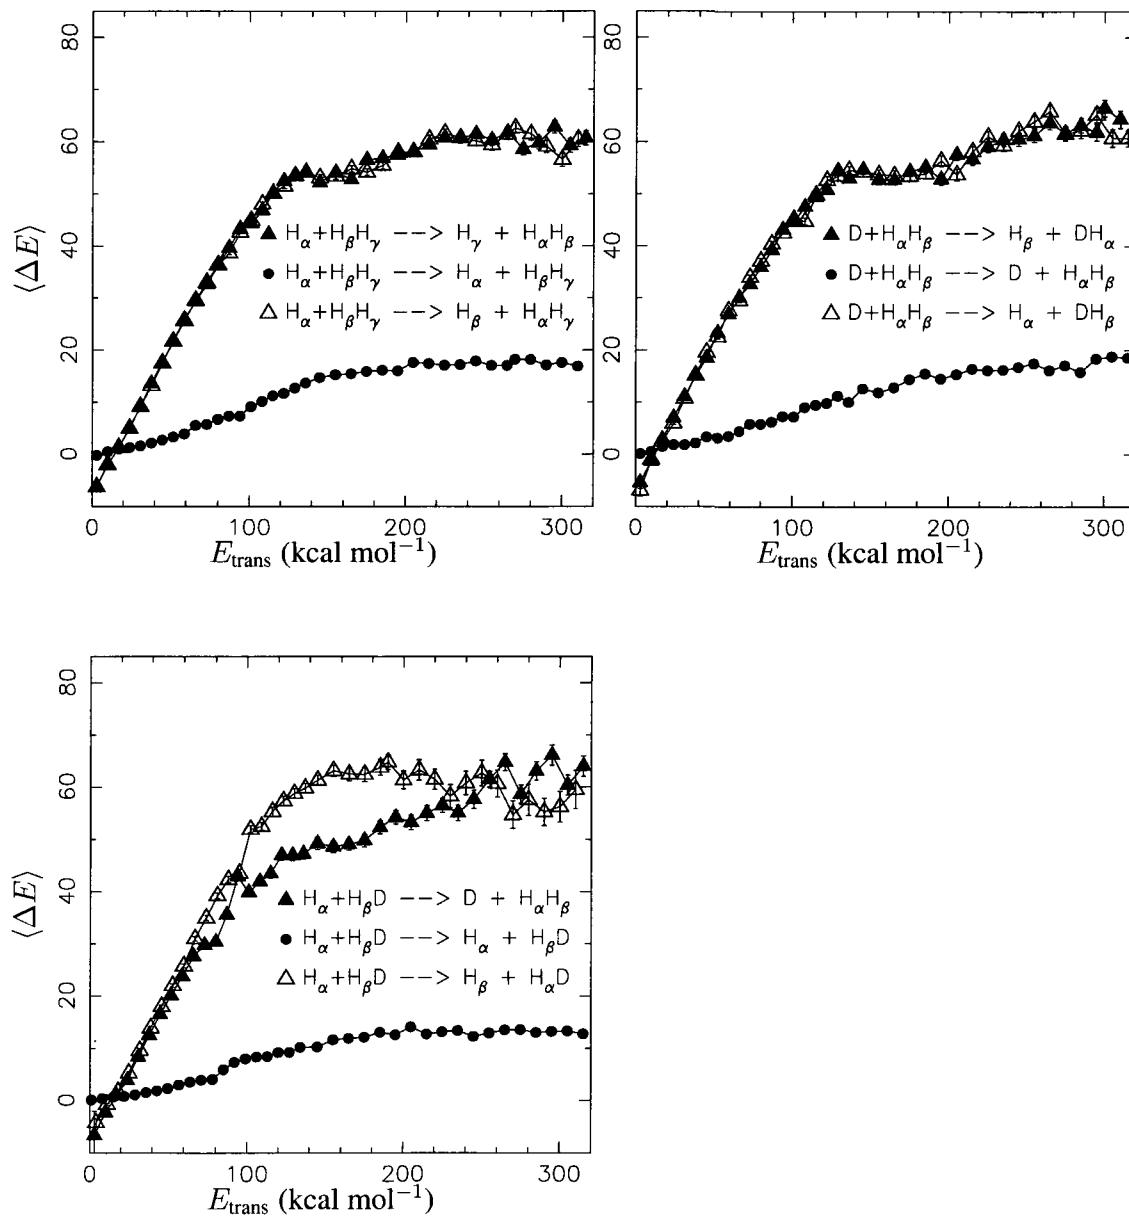 80
60
40
20
0
⟨ΔE⟩
▲ Hα+HβHγ --> Hγ + HαHβ
● Hα+HβHγ --> Hα + HβHγ
△ Hα+HβHγ --> Hβ + HαHγ
0 100 200 300
Etrans (kcal mol−1)
80
60
40
20
0
▲ D+HαHβ --> Hβ + DHα
● D+HαHβ --> D + HαHβ
△ D+HαHβ --> Hα + DHβ
0 100 200 300
Etrans (kcal mol−1)
80
60
40
20
0
⟨ΔE⟩
▲ Hα+HβD --> D + HαHβ
● Hα+HβD --> Hα + HβD
△ Hα+HβD --> Hβ + HαD
0 100 200 300
Etrans (kcal mol−1)